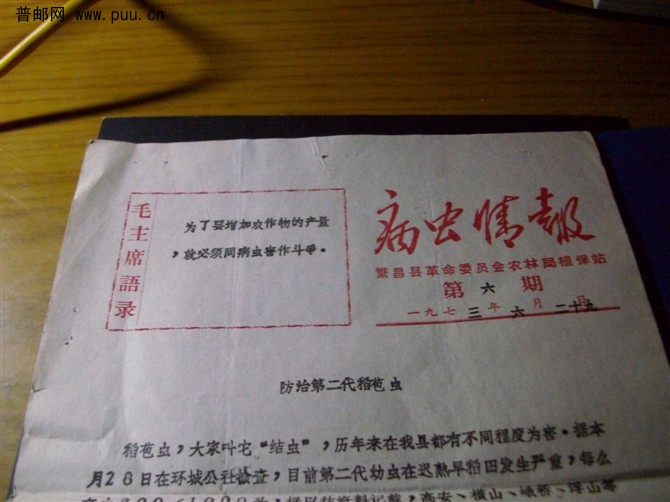 普邮网 www.puu.cn
毛主席語录
为了要增加农作物的产量
，就必须同病虫害作斗争。
病虫情报
繁昌县革命委员会农林局植保站
第六期
一九七三年六月二十九日
防治第二代稻苞虫
稻苞虫，大家叫它“结虫”，历年来在我县都有不同程度为害。据本
月26日在环城公社检查，目前第二代幼虫在迟熟早稻田发生严重，每么